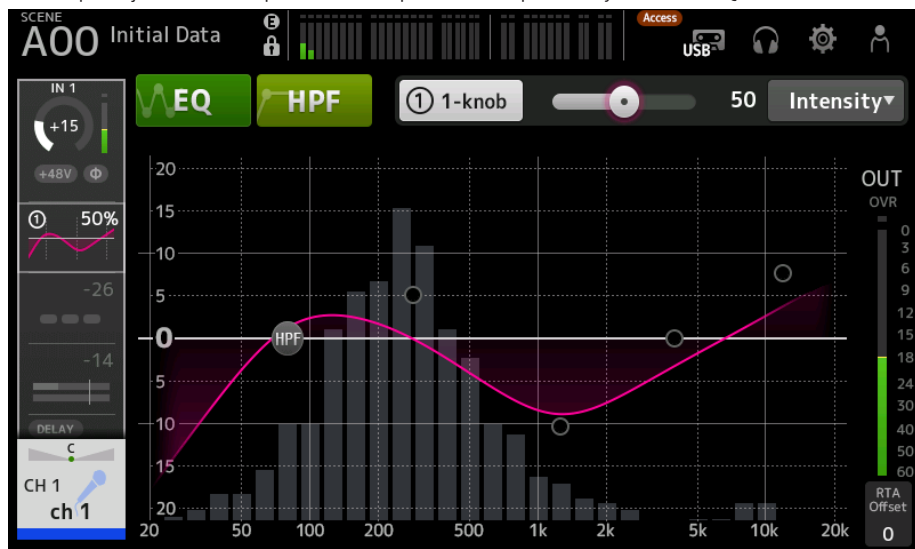 SCENE
A00 Initial Data
E
Access
USB
IN 1
+15
+48V Φ
① 50%
-26
-14
DELAY
C
CH 1
ch 1
EQ
HPF
① 1-knob
50
Intensity▾
20
15
10
5
0
5
10
15
20
HPF
20 50 100 200 500 1k 2k 5k 10k 20k
OUT
OVR
0
3
6
9
12
15
18
24
30
40
50
60
RTA
Offset
0